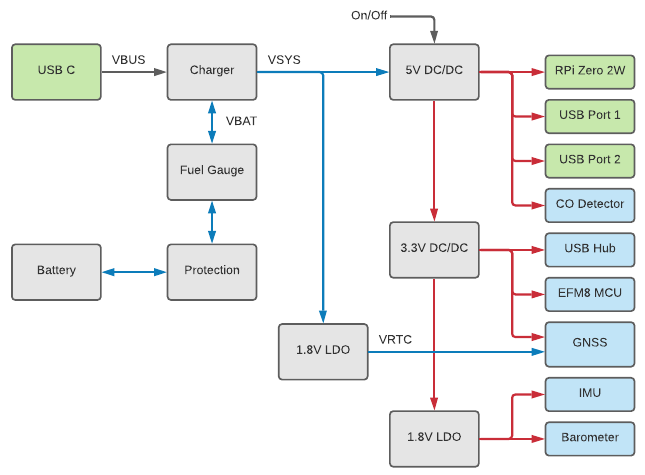 On/Off
USB C
VBUS
Charger
VSYS
5V DC/DC
RPi Zero 2W
USB Port 1
VBAT
USB Port 2
Fuel Gauge
CO Detector
3.3V DC/DC
USB Hub
Battery
Protection
EFM8 MCU
1.8V LDO
VRTC
GNSS
IMU
1.8V LDO
Barometer